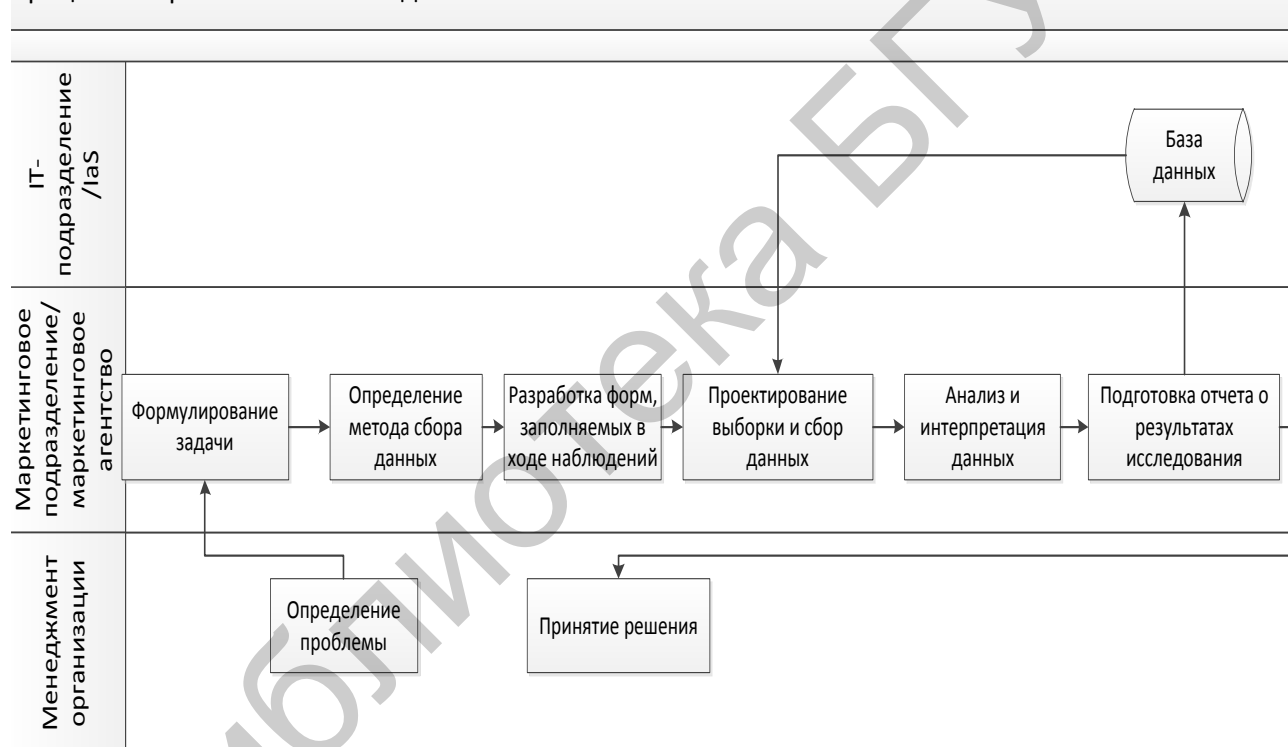 IT-
подразделение
/IaS
База
данных
Маркетинговое
подразделение/
маркетинговое
агентство
Формулирование
задачи
Определение
метода сбора
данных
Разработка форм,
заполняемых в
ходе наблюдений
Проектирование
выборки и сбор
данных
Анализ и
интерпретация
данных
Подготовка отчета о
результатах
исследования
Менеджмент
организации
Определение
проблемы
Принятие решения